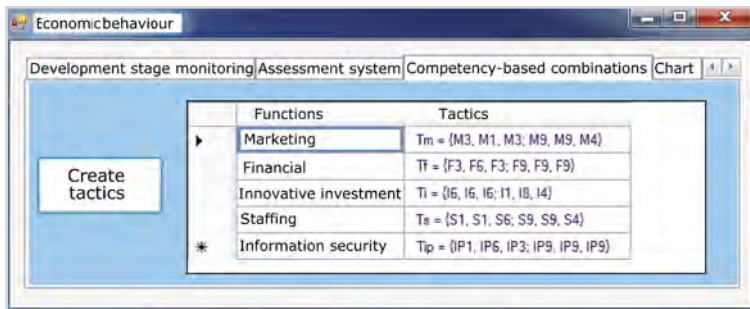 Economicbehaviour
Development stage monitoring Assessment system Competency-based combinations Chart
Functions Tactics
Marketing Tm = {M3, M1, M3; M9, M9, M4}
Create tactics
Financial Tf = {F3, F6, F3; F9, F9, F9}
Innovative investment Ti = {I6, I6, I6; I1, I8, I4}
Staffing Ts = {S1, S1, S6; S9, S9, S4}
Information security Tip = {IP1, IP6, IP3; IP9, IP9, IP9}